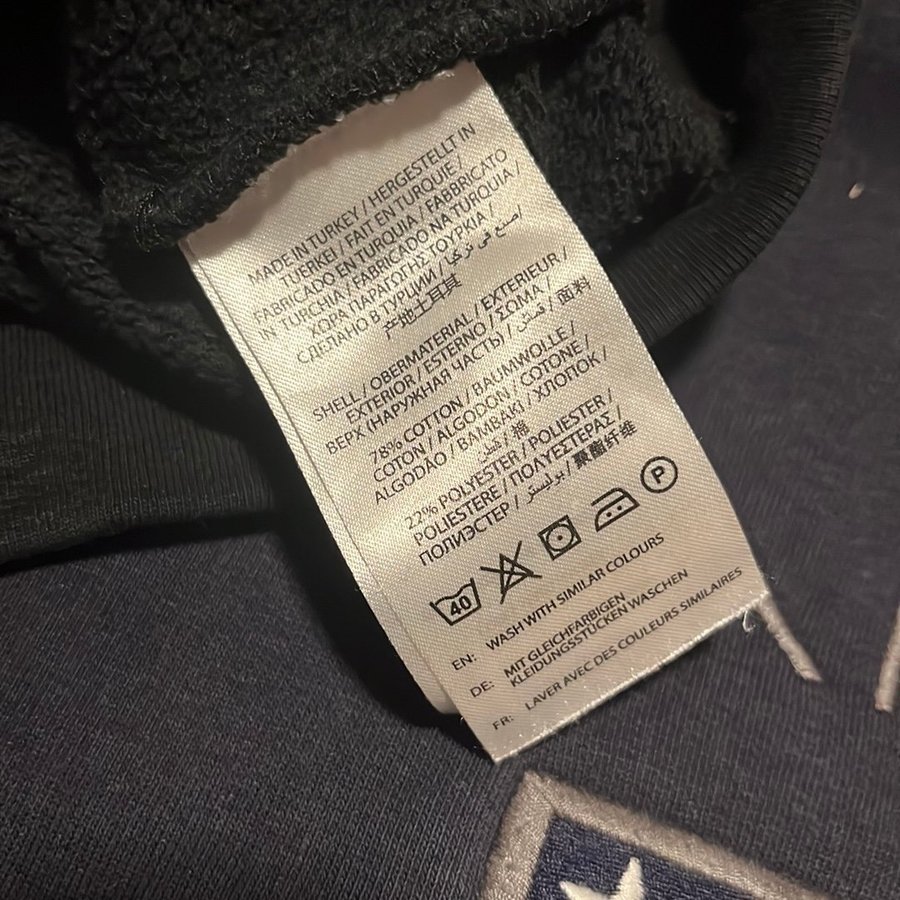 MADE IN TURKEY / HERGESTELLT IN
TUERKEI / FAIT EN TURQUIE /
FABRICADO EN TURQUIA / FABBRICATO
IN TURCHIA / FABRICADO NA TURQUIA /
ΧΩΡΑ ΠΑΡΑΓΩΓΗΣ ΤΟΥΡΚΙΑ /
СДЕЛАНО В ТУРЦИИ / اصنع في تركيا /
产地土耳其
SHELL / OBERMATERIAL / EXTERIEUR /
EXTERIOR / ESTERNO / ΣΩΜΑ /
ВЕРХ (НАРУЖНАЯ ЧАСТЬ) / قماش / 面料
78% COTTON / BAUMWOLLE /
COTON / ALGODON / COTONE /
ALGODÃO / ΒΑΜΒΑΚΙ / ХЛОПОК /
قطن / 棉
22% POLYESTER / POLIESTER /
POLIESTERE / ΠΟΛΥΕΣΤΕΡΑΣ /
ПОЛИЭСТЕР / بوليستر / 聚酯纤维
40 P
EN: WASH WITH SIMILAR COLOURS
DE: MIT GLEICHFARBIGEN
KLEIDUNGSSTÜCKEN WASCHEN
FR: LAVER AVEC DES COULEURS SIMILAIRES